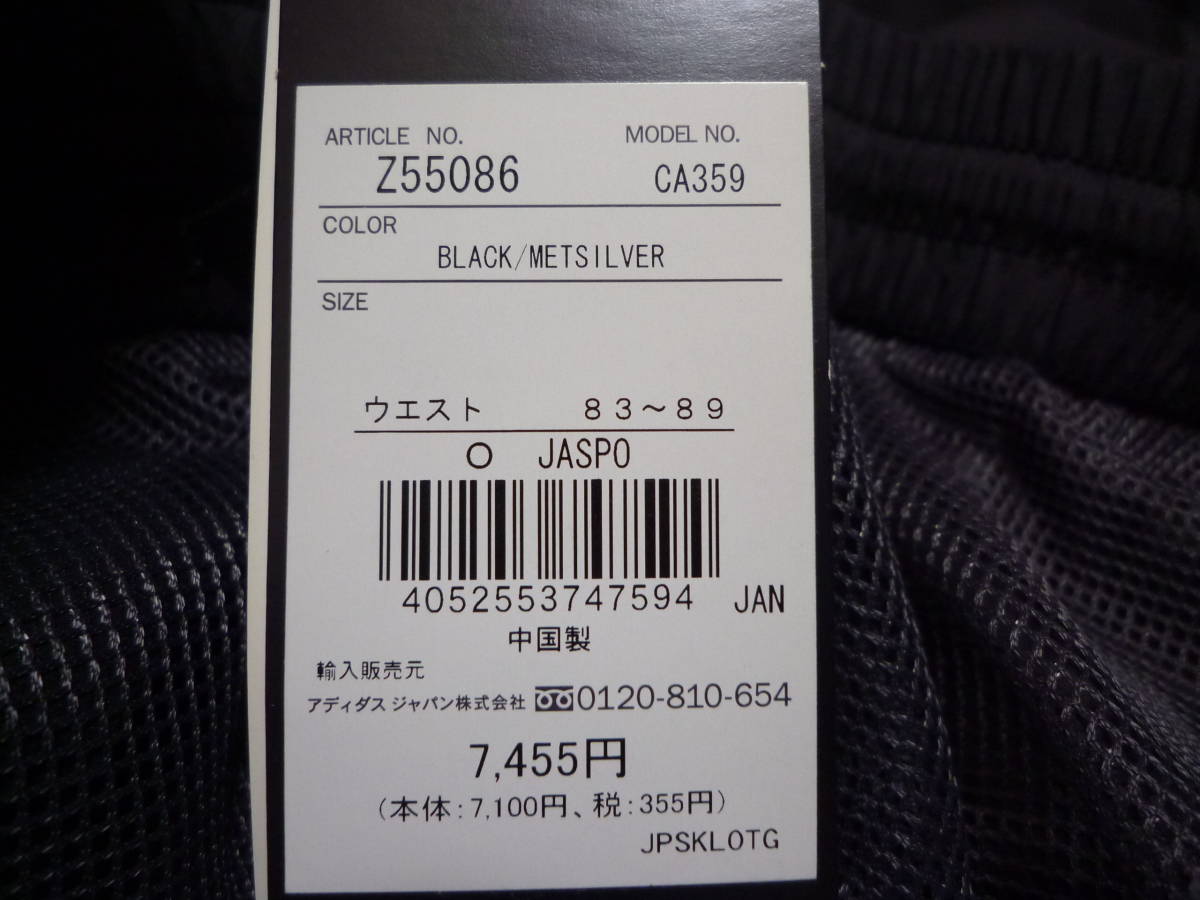 ARTICLE NO. MODEL NO.
Z55086 CA359
COLOR
BLACK/METSILVER
SIZE
ウエスト 83~89
O JASPO
4052553747594 JAN
中国製
輸入販売元
アディダス ジャパン株式会社 0120-810-654
7,455円
(本体:7,100円、税:355円)
JPSKLOTG